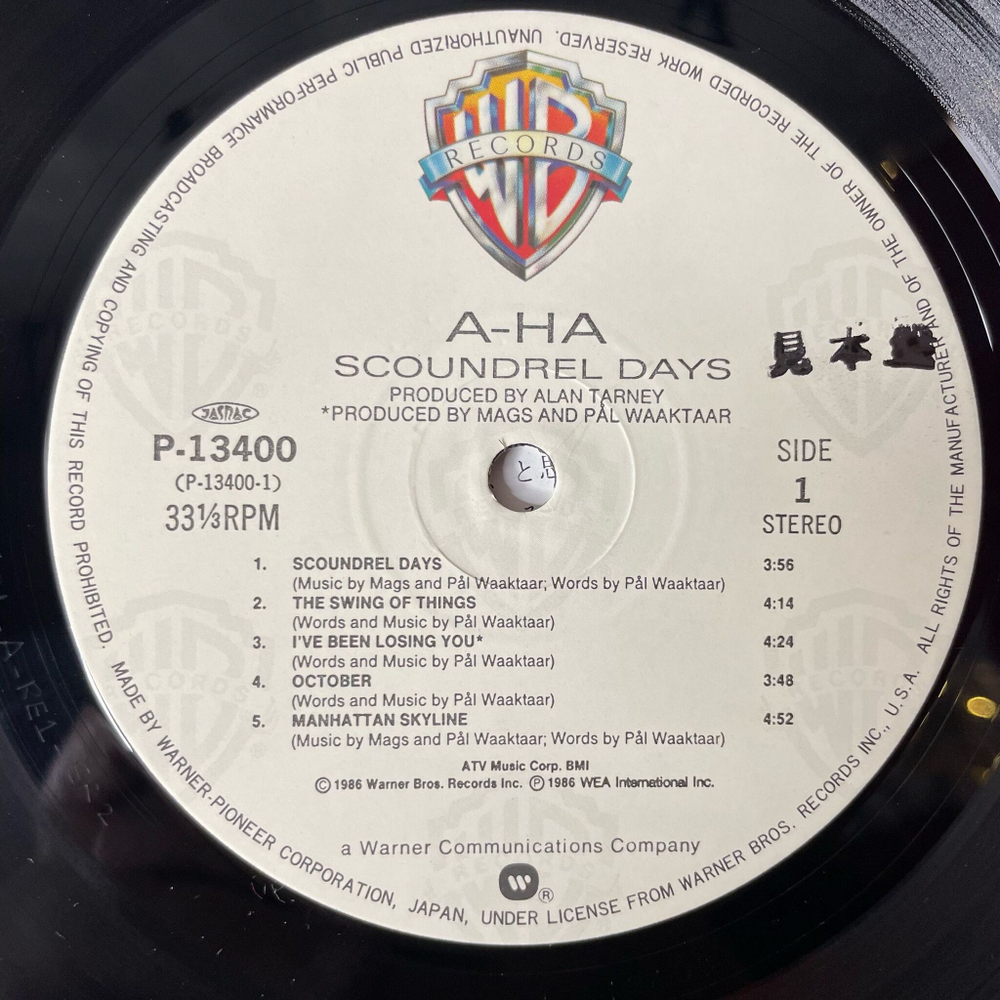 RECORDS
A-HA
SCOUNDREL DAYS
PRODUCED BY ALAN TARNEY
*PRODUCED BY MAGS AND PÅL WAAKTAAR
見本盤
JASRAC
P-13400
(P-13400-1)
33⅓RPM
と思
SIDE
1
STEREO
1. SCOUNDREL DAYS 3:56
(Music by Mags and Pål Waaktaar; Words by Pål Waaktaar)
2. THE SWING OF THINGS 4:14
(Words and Music by Pål Waaktaar)
3. I'VE BEEN LOSING YOU* 4:24
(Words and Music by Pål Waaktaar)
4. OCTOBER 3:48
(Words and Music by Pål Waaktaar)
5. MANHATTAN SKYLINE 4:52
(Music by Mags and Pål Waaktaar; Words by Pål Waaktaar)
ATV Music Corp. BMI
© 1986 Warner Bros. Records Inc. ℗ 1986 WEA International Inc.
a Warner Communications Company
®
MADE BY WARNER-PIONEER CORPORATION, JAPAN, UNDER LICENSE FROM WARNER BROS. RECORDS INC., U.S.A. ALL RIGHTS OF THE MANUFACTURER AND OF THE OWNER OF THE RECORDED WORK RESERVED. UNAUTHORIZED PUBLIC PERFORMANCE BROADCASTING AND COPYING OF THIS RECORD PROHIBITED.